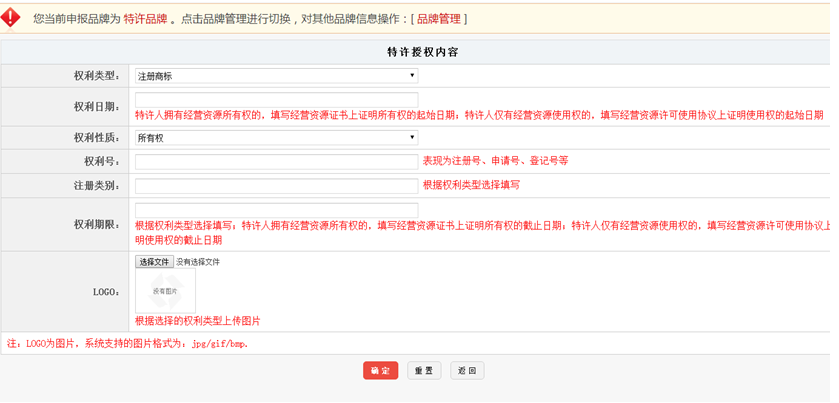 您当前申报品牌为 特许品牌 。点击品牌管理进行切换，对其他品牌信息操作：[ 品牌管理 ]
特许授权内容
权利类型： 注册商标
权利日期：
特许人拥有经营资源所有权的，填写经营资源证书上证明所有权的起始日期；特许人仅有经营资源使用权的，填写经营资源许可使用协议上证明使用权的起始日期
权利性质： 所有权
权利号： 表现为注册号、申请号、登记号等
注册类别： 根据权利类型选择填写
权利期限：
根据权利类型选择填写；特许人拥有经营资源所有权的，填写经营资源证书上证明所有权的截止日期；特许人仅有经营资源使用权的，填写经营资源许可使用协议上
明使用权的截止日期
选择文件 没有选择文件
LOGO： 没有图片
根据选择的权利类型上传图片
注：LOGO为图片，系统支持的图片格式为：jpg/gif/bmp.
确 定 重 置 返 回